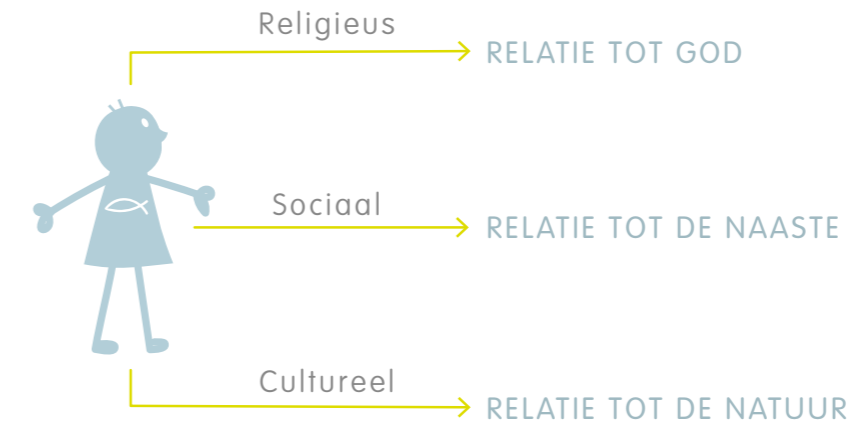 Religieus
RELATIE TOT GOD
Sociaal
RELATIE TOT DE NAASTE
Cultureel
RELATIE TOT DE NATUUR